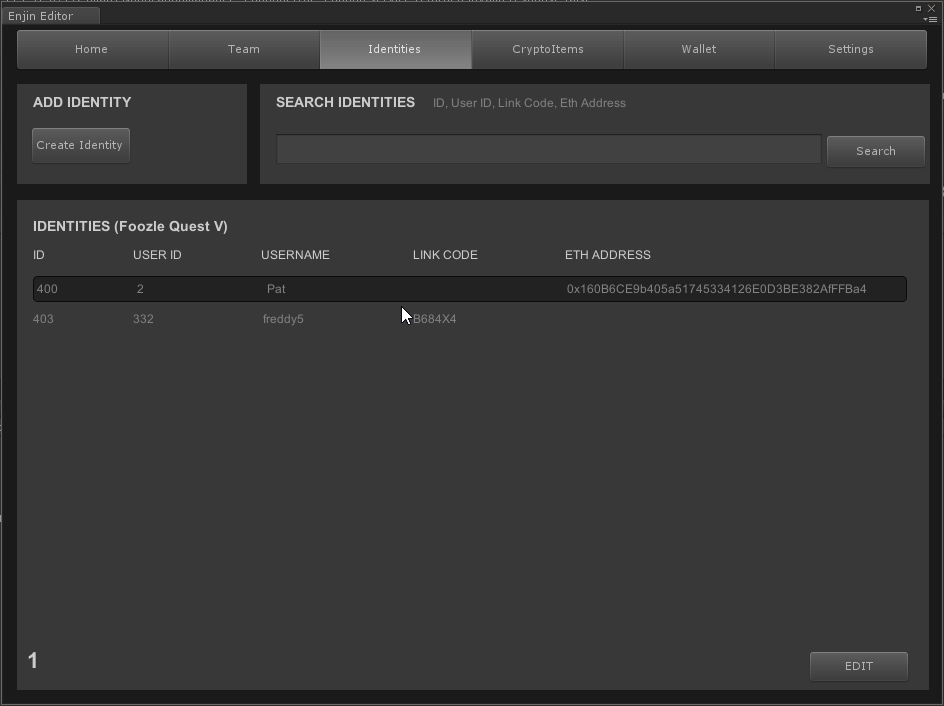 Enjin Editor
Home Team Identities CryptoItems Wallet Settings
ADD IDENTITY
Create Identity
SEARCH IDENTITIES ID, User ID, Link Code, Eth Address
Search
IDENTITIES (Foozle Quest V)
ID USER ID USERNAME LINK CODE ETH ADDRESS
400 2 Pat 0x160B6CE9b405a51745334126E0D3BE382AfFFBa4
403 332 freddy5 B684X4
1 EDIT